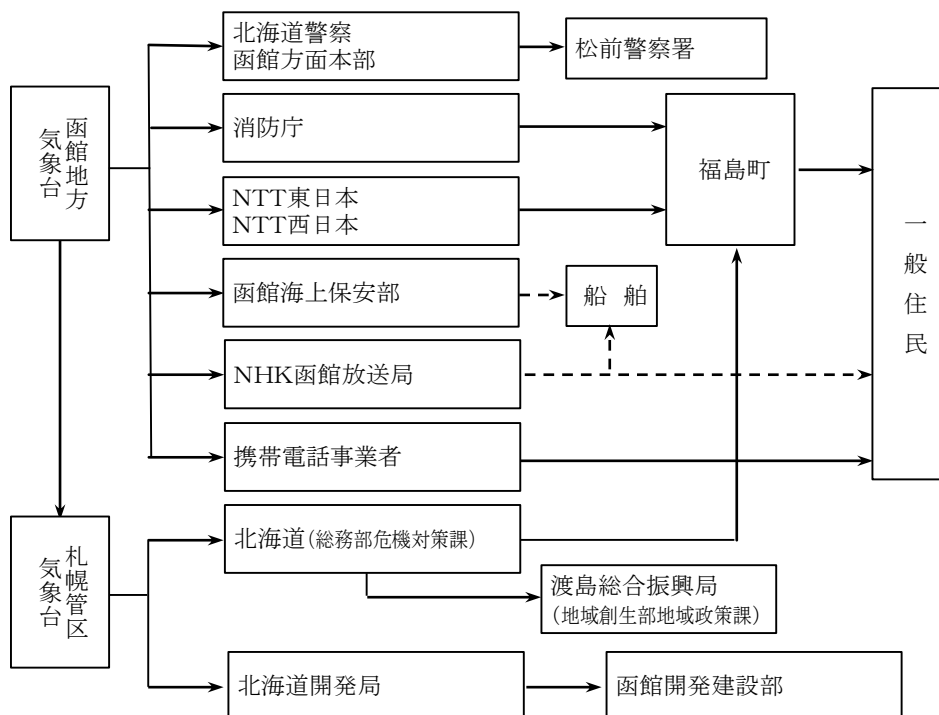 北海道警察
函館方面本部
松前警察署
函館地方
気象台
消防庁
福島町
NTT東日本
NTT西日本
一般住民
函館海上保安部
船舶
NHK函館放送局
携帯電話事業者
札幌管区
気象台
北海道(総務部危機対策課)
渡島総合振興局
(地域創生部地域政策課)
北海道開発局
函館開発建設部